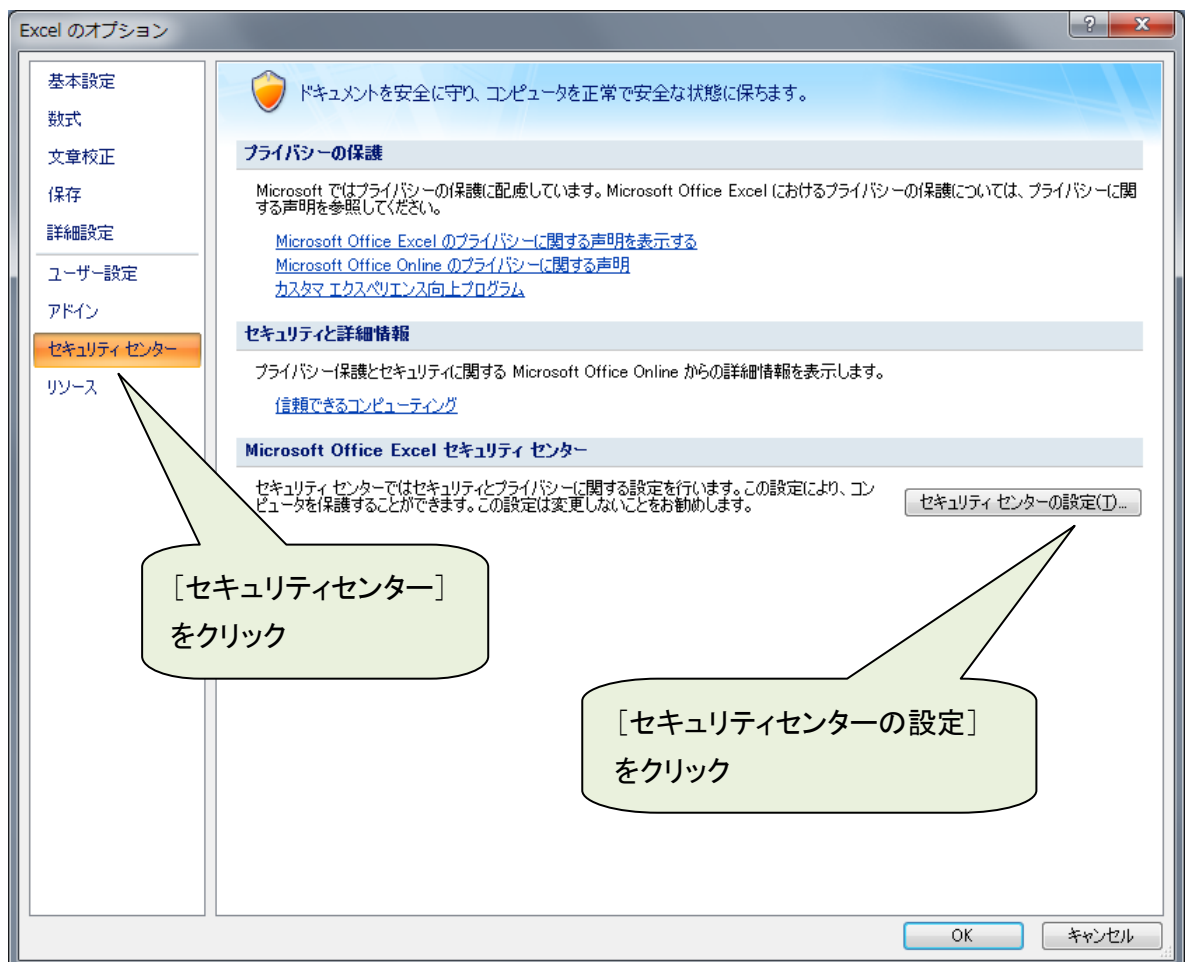 Excel のオプション
基本設定
数式
文章校正
保存
詳細設定
ユーザー設定
アドイン
セキュリティ センター
リソース
ドキュメントを安全に守り、コンピュータを正常で安全な状態に保ちます。
プライバシーの保護
Microsoft ではプライバシーの保護に配慮しています。Microsoft Office Excel におけるプライバシーの保護については、プライバシーに関
する声明を参照してください。
Microsoft Office Excel のプライバシーに関する声明を表示する
Microsoft Office Online のプライバシーに関する声明
カスタマ エクスペリエンス向上プログラム
セキュリティと詳細情報
プライバシー保護とセキュリティに関する Microsoft Office Online からの詳細情報を表示します。
信頼できるコンピューティング
Microsoft Office Excel セキュリティ センター
セキュリティ センターではセキュリティとプライバシーに関する設定を行います。この設定により、コン
ピュータを保護することができます。この設定は変更しないことをお勧めします。
セキュリティ センターの設定(T)...
［セキュリティセンター］
をクリック
［セキュリティセンターの設定］
をクリック
OK
キャンセル